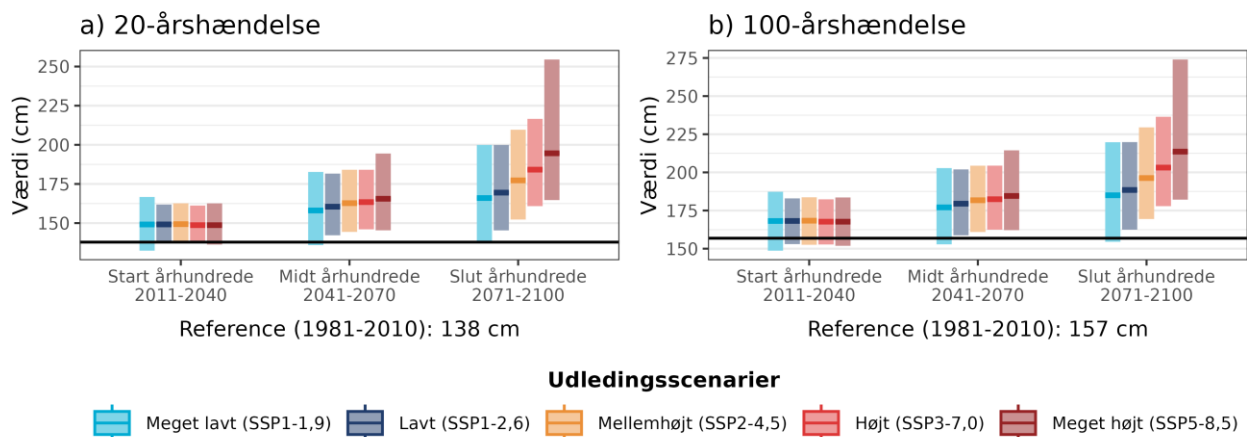 a) 20-årshændelse
Værdi (cm)
250
200
175
150
Start århundrede
2011-2040
Midt århundrede
2041-2070
Slut århundrede
2071-2100
Reference (1981-2010): 138 cm
b) 100-årshændelse
Værdi (cm)
275
250
225
200
175
150
Start århundrede
2011-2040
Midt århundrede
2041-2070
Slut århundrede
2071-2100
Reference (1981-2010): 157 cm
Udledingsscenarier
Meget lavt (SSP1-1,9)
Lavt (SSP1-2,6)
Mellemhøjt (SSP2-4,5)
Højt (SSP3-7,0)
Meget højt (SSP5-8,5)